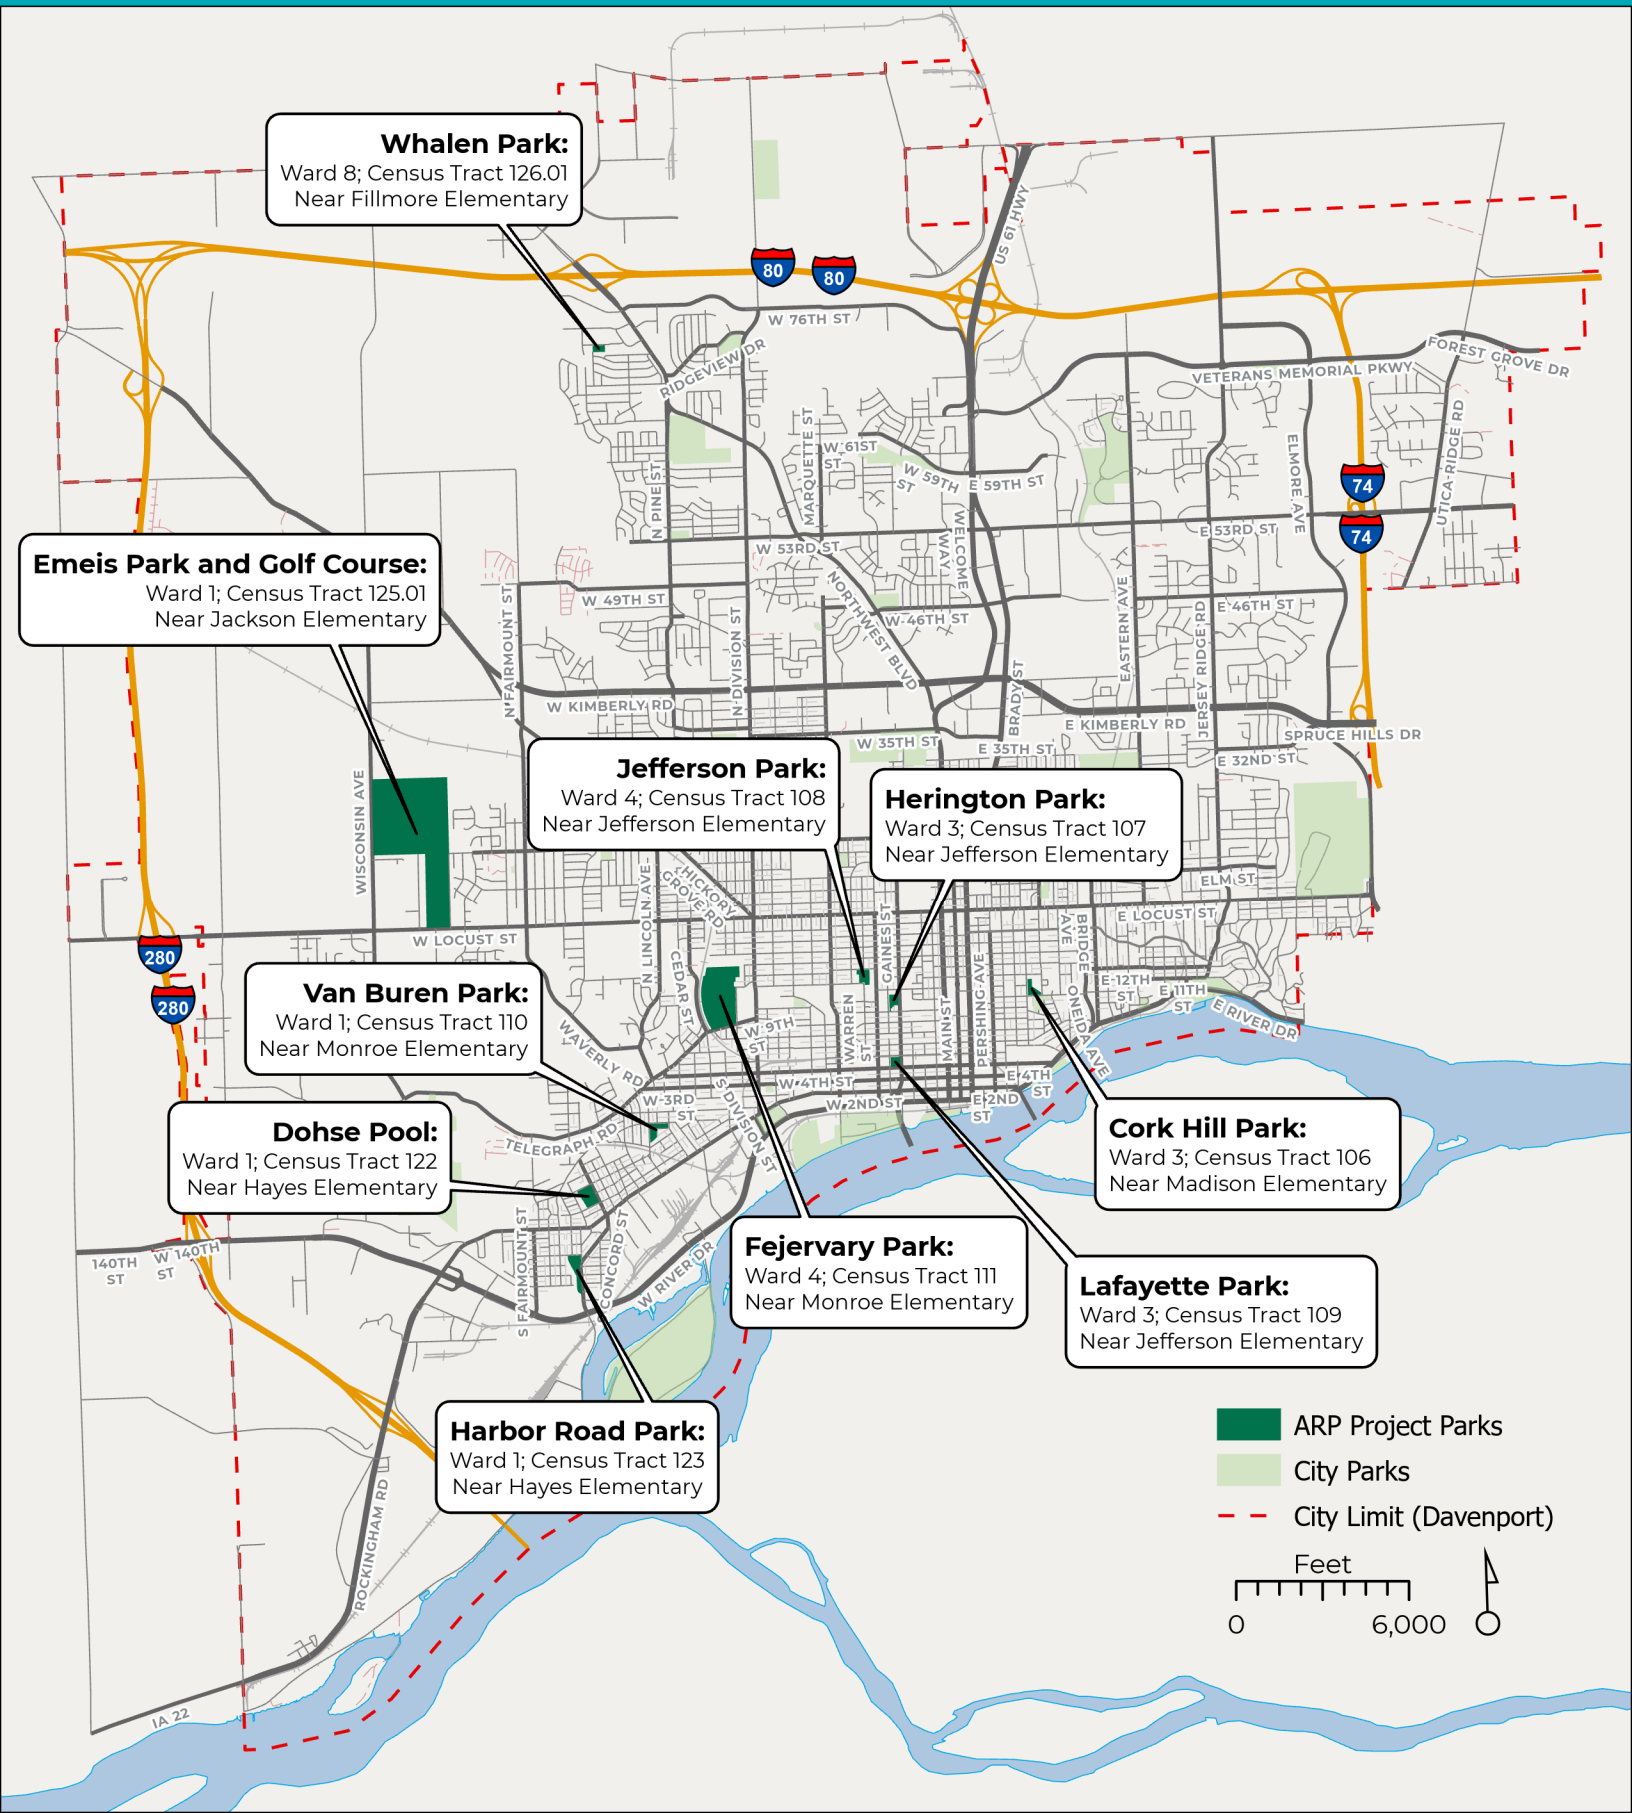 Whalen Park:
Ward 8; Census Tract 126.01
Near Fillmore Elementary
US 61 HWY
80
80
W 76TH ST
RIDGEVIEW DR
FOREST GROVE DR
VETERANS MEMORIAL PKWY
MARQUETTE ST
W 61ST
ST
W 59TH
ST
E 59TH ST
N PINE ST
ELMORE AVE
UTICA RIDGE RD
74
74
WELCOME
WAY
E 53RD ST
W 53RD ST
Emeis Park and Golf Course:
Ward 1; Census Tract 125.01
Near Jackson Elementary
N FAIRMOUNT ST
W 49TH ST
NORTHWEST BLVD
W 46TH ST
E 46TH ST
EASTERN AVE
JERSEY RIDGE RD
N DIVISION ST
BRADY ST
W KIMBERLY RD
E KIMBERLY RD
SPRUCE HILLS DR
W 35TH ST
E 35TH ST
E 32ND ST
Jefferson Park:
Ward 4; Census Tract 108
Near Jefferson Elementary
Herington Park:
Ward 3; Census Tract 107
Near Jefferson Elementary
WISCONSIN AVE
N LINCOLN AVE
HICKORY
GROVE RD
ELM ST
GAINES ST
E LOCUST ST
W LOCUST ST
280
280
CEDAR ST
BRIDGE
AVE
E 12TH
ST
E 11TH
ST
E RIVER DR
Van Buren Park:
Ward 1; Census Tract 110
Near Monroe Elementary
WAVERLY RD
W 9TH
ST
WARREN
ST
MAIN ST
PERSHING AVE
ONEIDA AVE
W 4TH ST
E 4TH
ST
W 3RD
ST
S DIVISION ST
W 2ND ST
E 2ND
ST
TELEGRAPH RD
Dohse Pool:
Ward 1; Census Tract 122
Near Hayes Elementary
Cork Hill Park:
Ward 3; Census Tract 106
Near Madison Elementary
140TH
ST
W 140TH
ST
S FAIRMOUNT ST
S CONCORD ST
W RIVER DR
Fejervary Park:
Ward 4; Census Tract 111
Near Monroe Elementary
Lafayette Park:
Ward 3; Census Tract 109
Near Jefferson Elementary
Harbor Road Park:
Ward 1; Census Tract 123
Near Hayes Elementary
ROCKINGHAM RD
IA 22
ARP Project Parks
City Parks
City Limit (Davenport)
Feet
0
6,000